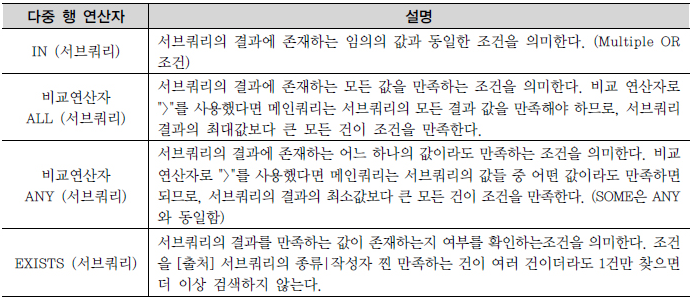 다중 행 연산자
설명
IN (서브쿼리)
서브쿼리의 결과에 존재하는 임의의 값과 동일한 조건을 의미한다. (Multiple OR
조건)
비교연산자
ALL (서브쿼리)
서브쿼리의 결과에 존재하는 모든 값을 만족하는 조건을 의미한다. 비교 연산자로
"〉"를 사용했다면 메인쿼리는 서브쿼리의 모든 결과 값을 만족해야 하므로, 서브쿼리
결과의 최대값보다 큰 모든 건이 조건을 만족한다.
비교연산자
ANY (서브쿼리)
서브쿼리의 결과에 존재하는 어느 하나의 값이라도 만족하는 조건을 의미한다. 비교
연산자로 "〉"를 사용했다면 메인쿼리는 서브쿼리의 값들 중 어떤 값이라도 만족하면
되므로, 서브쿼리의 결과의 최소값보다 큰 모든 건이 조건을 만족한다. (SOME은 ANY
와 동일함)
EXISTS (서브쿼리)
서브쿼리의 결과를 만족하는 값이 존재하는지 여부를 확인하는조건을 의미한다. 조건
을 [출처] 서브쿼리의 종류|작성자 찐 만족하는 건이 여러 건이더라도 1건만 찾으면
더 이상 검색하지 않는다.